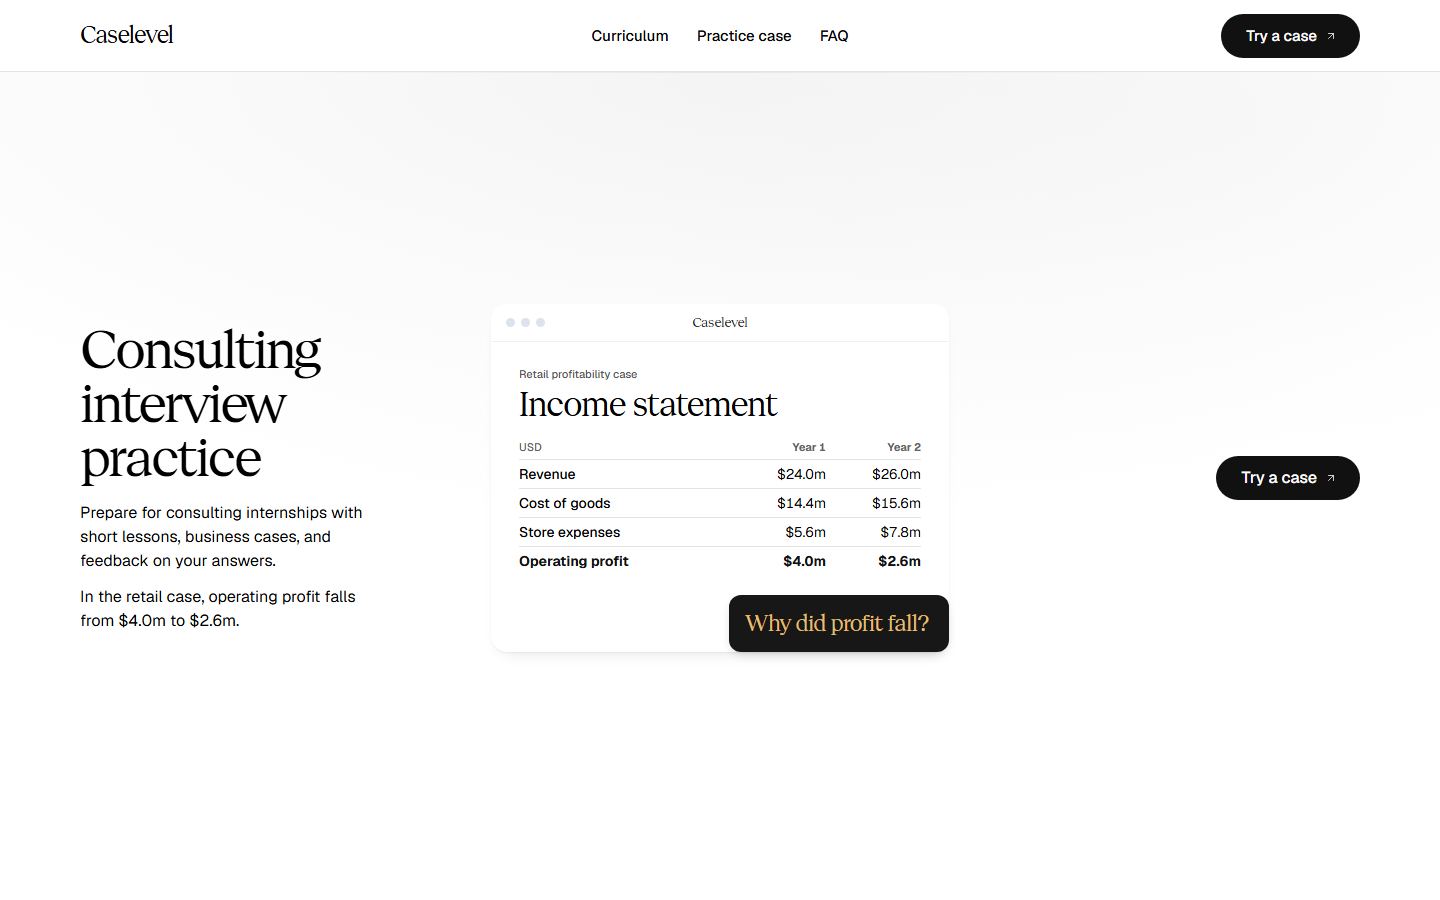 Caselevel
Curriculum
Practice case
FAQ
Try a case
Consulting
interview
practice
Prepare for consulting internships with
short lessons, business cases, and
feedback on your answers.
In the retail case, operating profit falls
from $4.0m to $2.6m.
Caselevel
Retail profitability case
Income statement
USD Year 1 Year 2
Revenue $24.0m $26.0m
Cost of goods $14.4m $15.6m
Store expenses $5.6m $7.8m
Operating profit $4.0m $2.6m
Why did profit fall?
Try a case